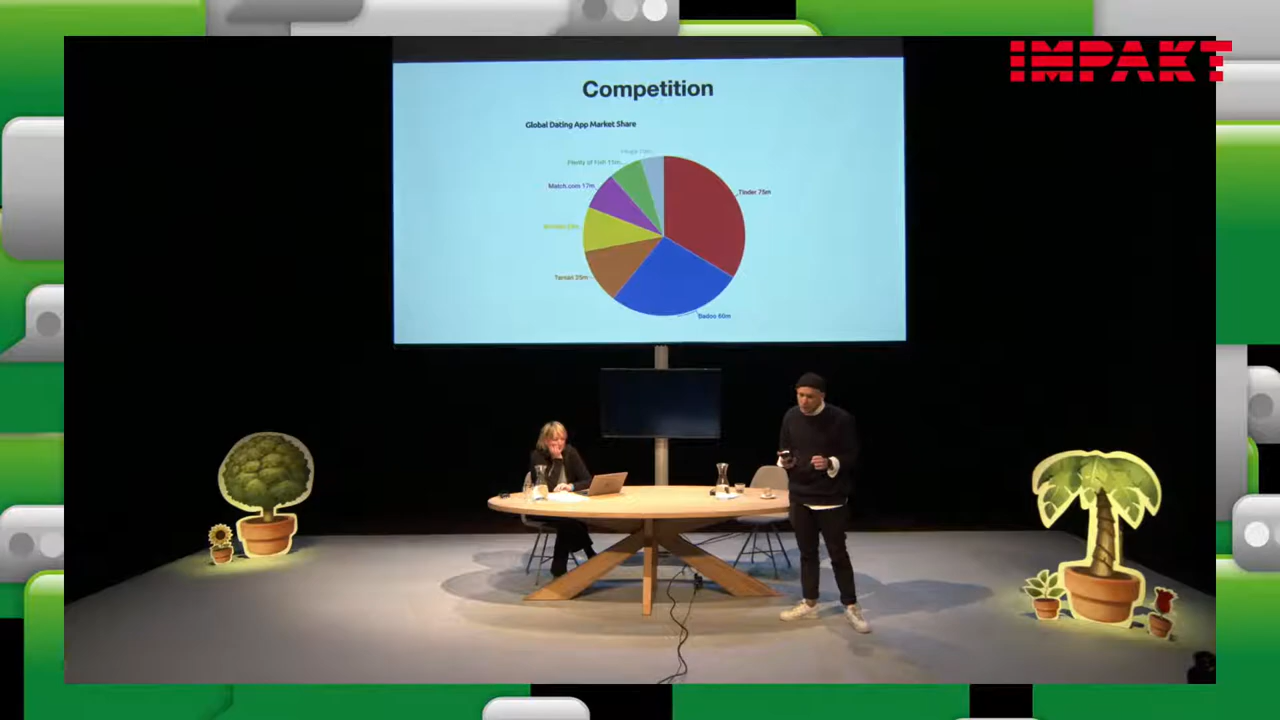 IMPAKT
Competition
Global Dating App Market Share
Plenty of Fish 15m
Match.com 17m
Tinder 75m
Tantan 25m
Badoo 60m